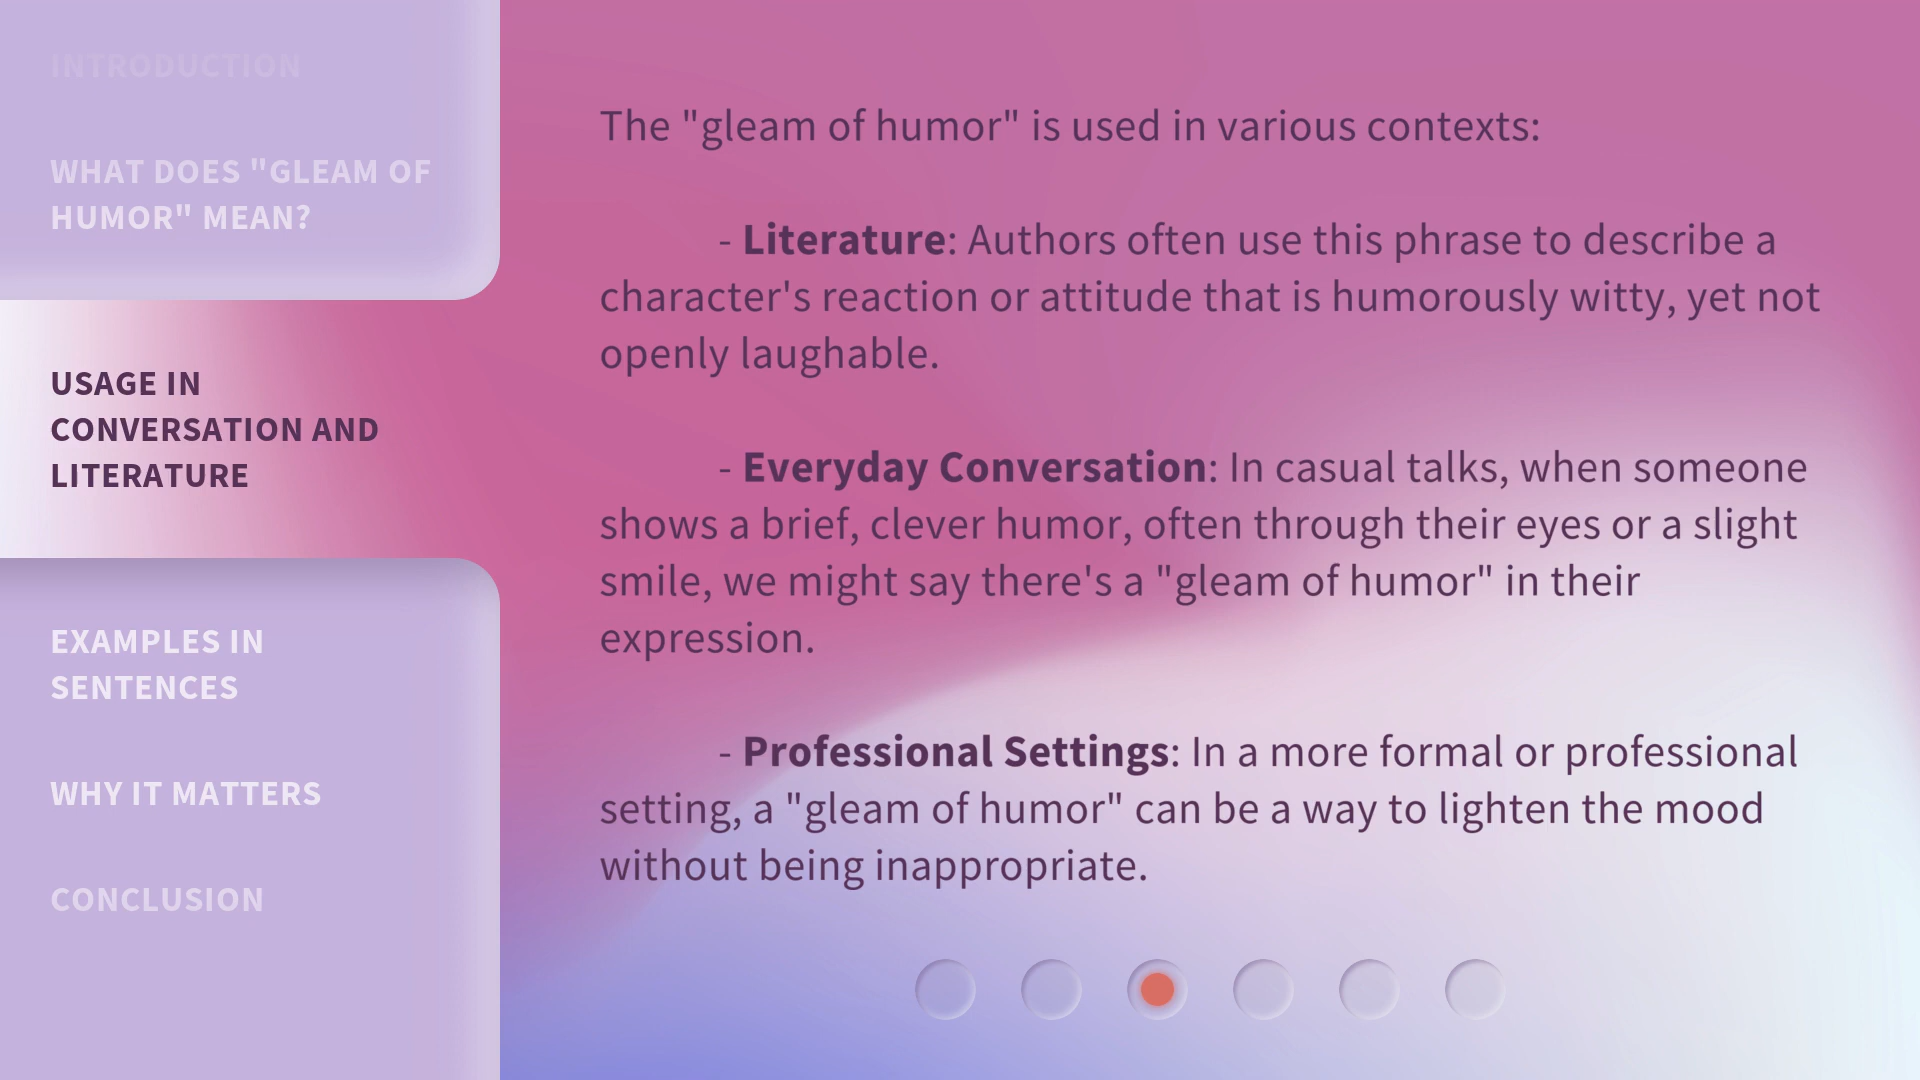 INTRODUCTION
WHAT DOES "GLEAM OF
HUMOR" MEAN?
USAGE IN
CONVERSATION AND
LITERATURE
EXAMPLES IN
SENTENCES
WHY IT MATTERS
CONCLUSION
The "gleam of humor" is used in various contexts:
- Literature: Authors often use this phrase to describe a
character's reaction or attitude that is humorously witty, yet not
openly laughable.
- Everyday Conversation: In casual talks, when someone
shows a brief, clever humor, often through their eyes or a slight
smile, we might say there's a "gleam of humor" in their
expression.
- Professional Settings: In a more formal or professional
setting, a "gleam of humor" can be a way to lighten the mood
without being inappropriate.